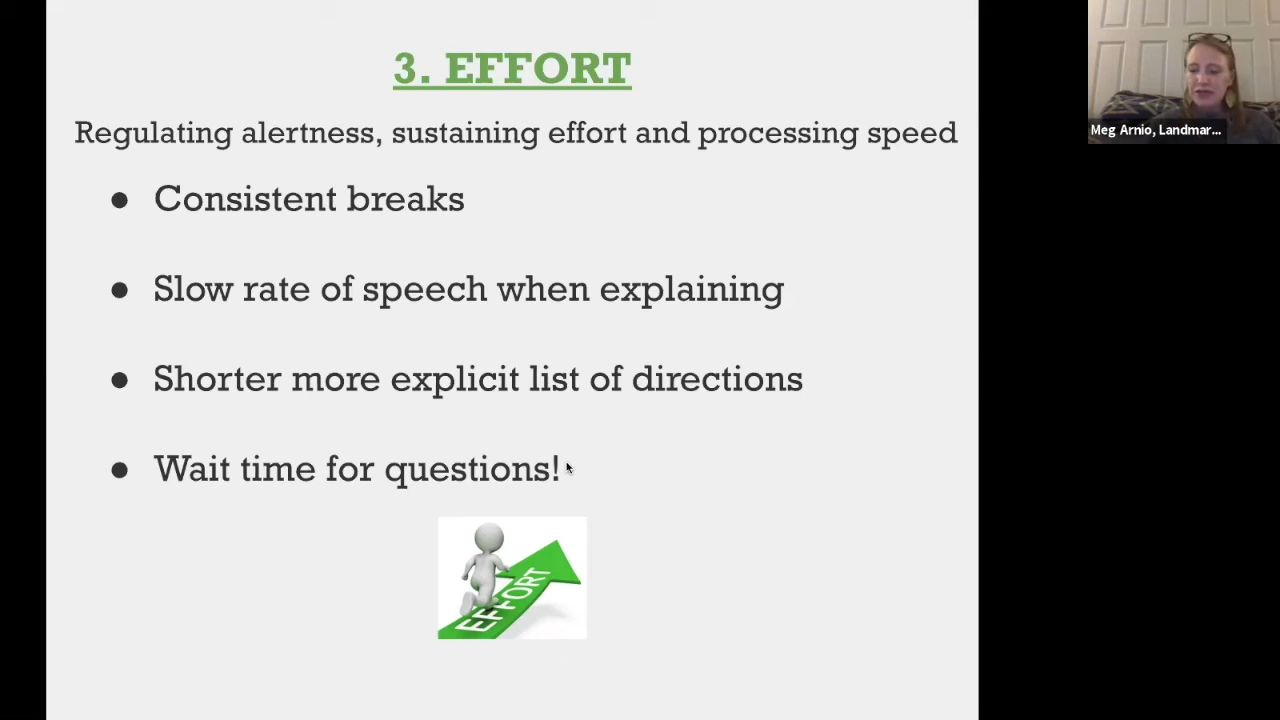 3. EFFORT
Regulating alertness, sustaining effort and processing speed
● Consistent breaks
● Slow rate of speech when explaining
● Shorter more explicit list of directions
● Wait time for questions!
EFFORT
Meg Arnio, Landmar...